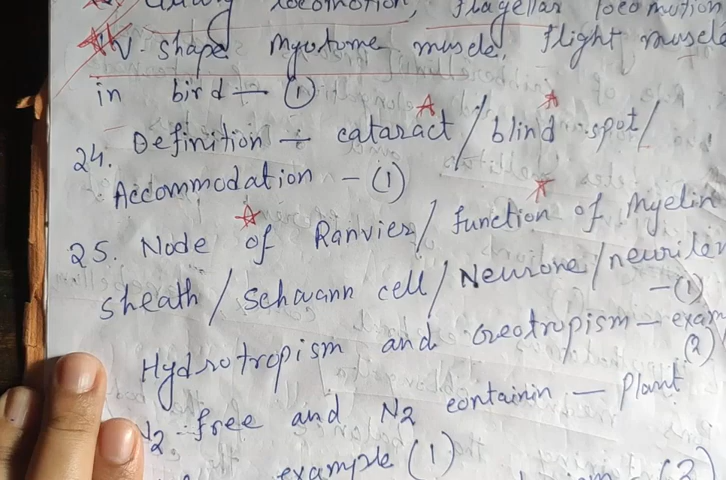 locomotion, flagellar locomotion
V-shape myotome muscle, flight muscle
in bird — (1)
24. Definition ÷ cataract / blind spot /
Accommodation - (1)
25. Node of Ranvier / function of Myelin
sheath / Schwann cell / Neurone / neurilem
- (1)
Hydrotropism and Geotropism — exam
(2)
N2 free and N2 containin — Plant
example (1)
(2)